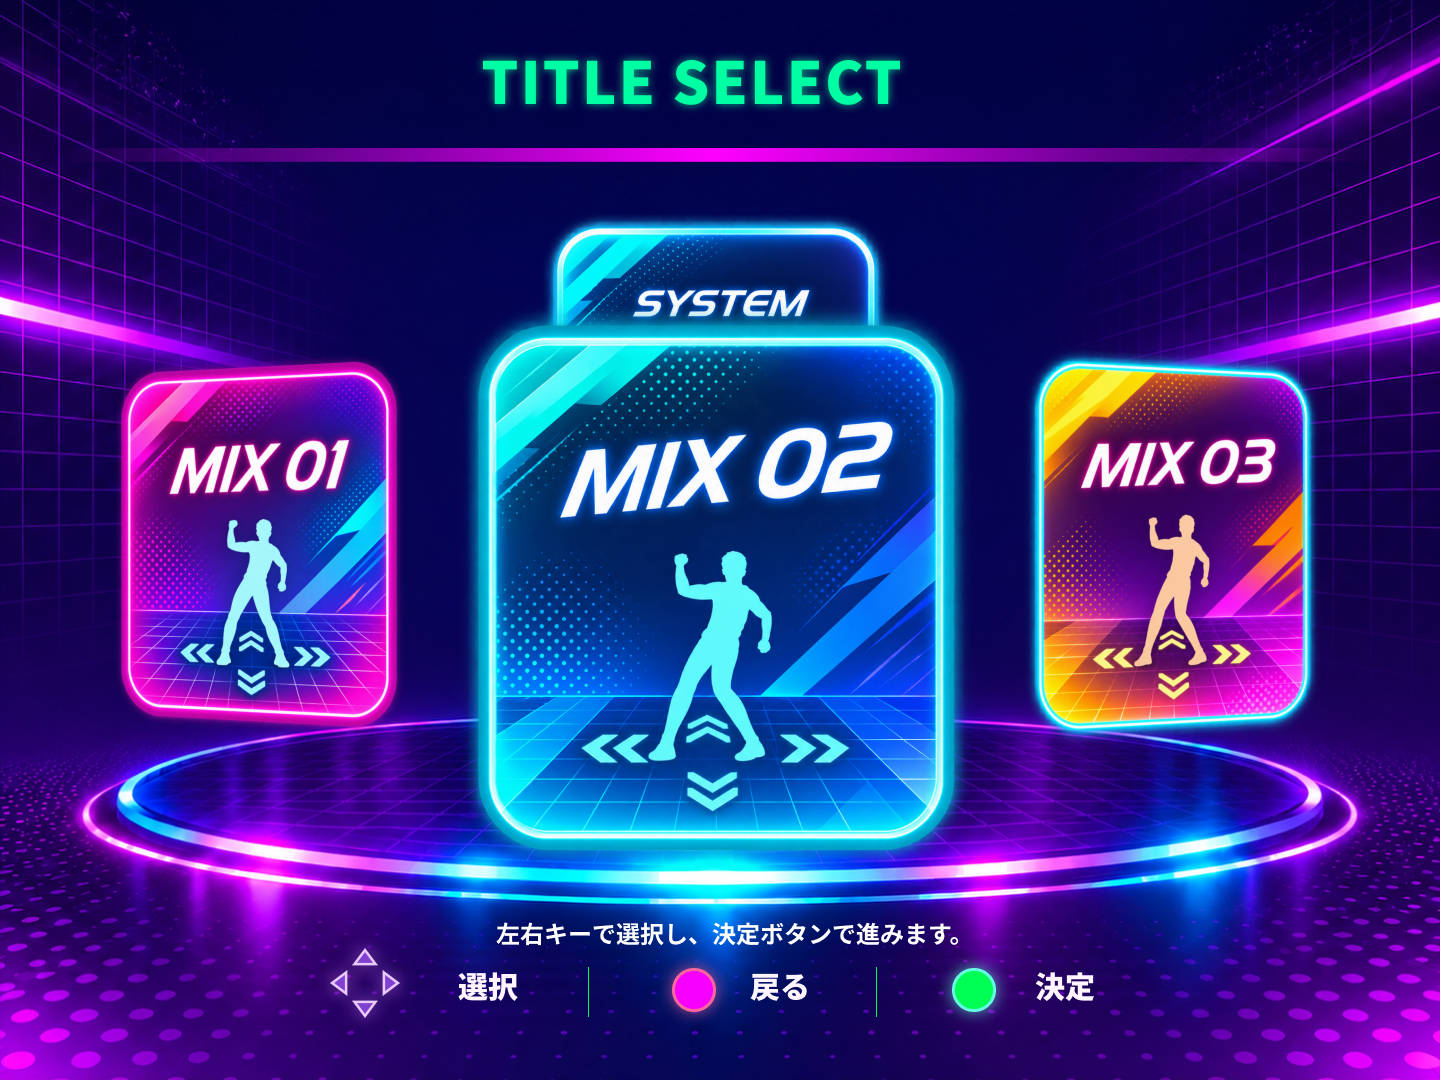 TITLE SELECT
SYSTEM
MIX 01
MIX 02
MIX 03
左右キーで選択し、決定ボタンで進みます。
選択
戻る
決定